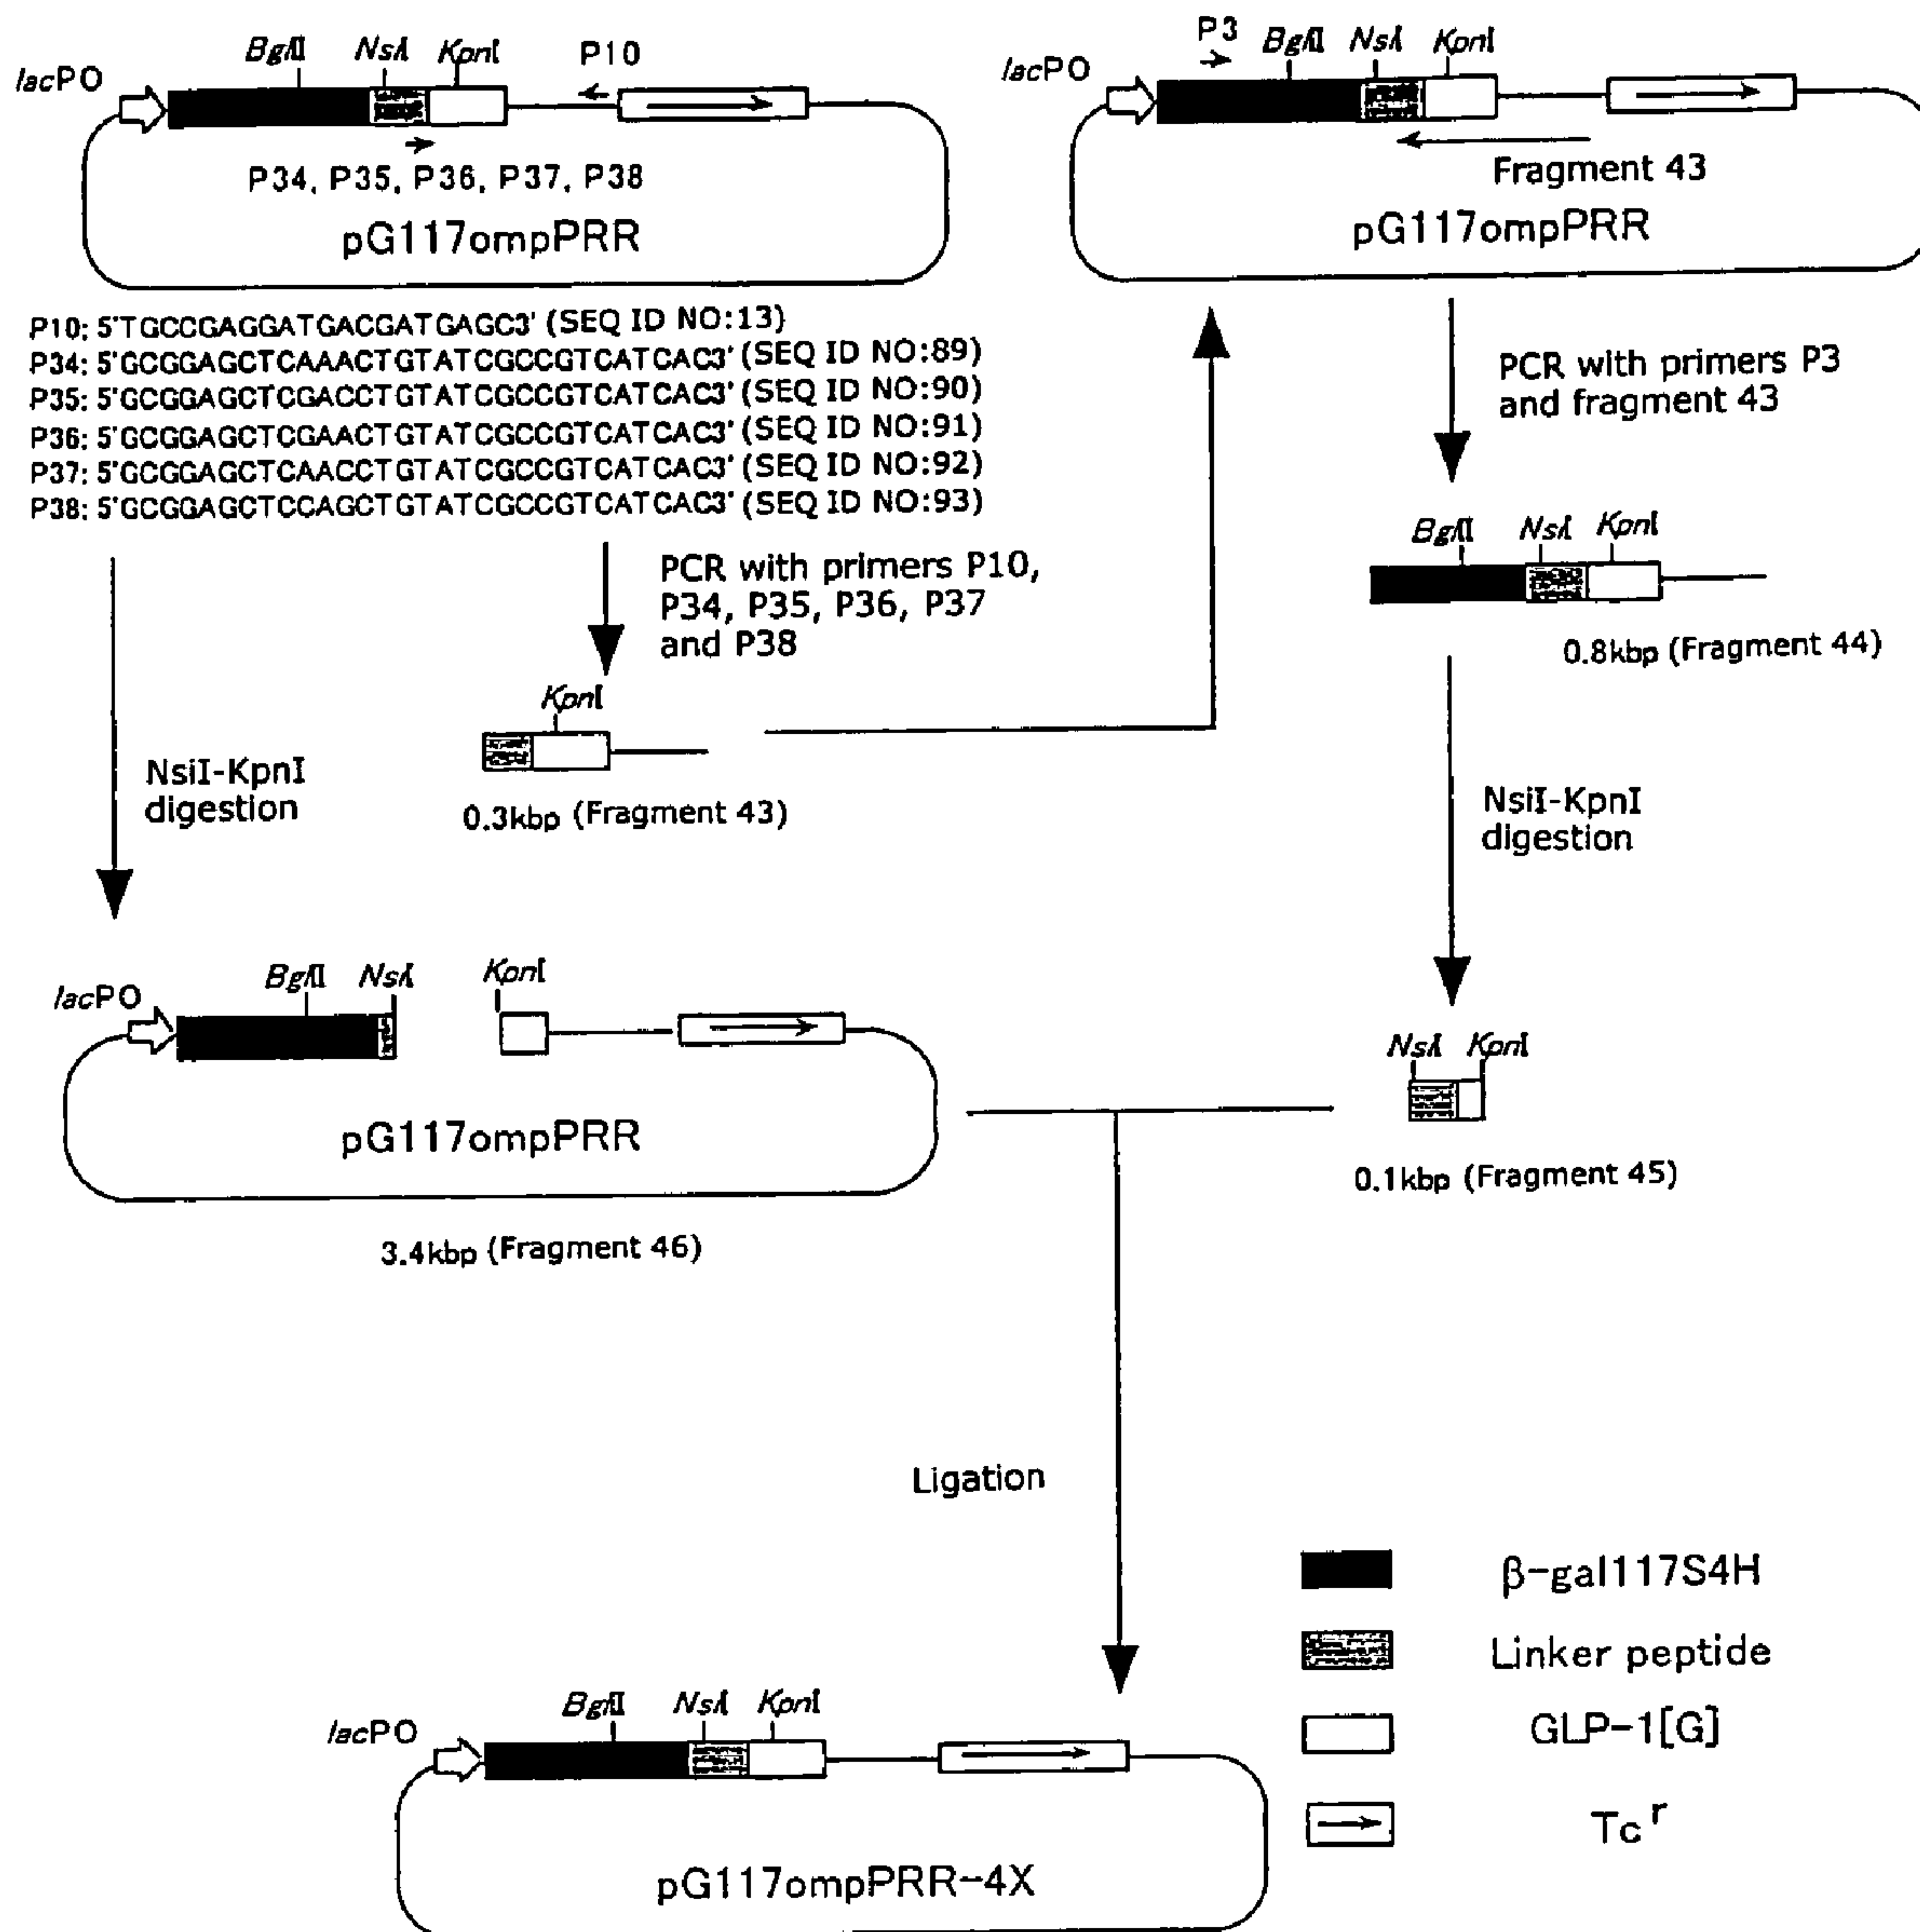 lacPO
BglII
NsiI
KpnI
P10
P34, P35, P36, P37, P38
pG117ompPRR
P3
lacPO
BglII
NsiI
KpnI
Fragment 43
pG117ompPRR
P10: 5'TGCCGAGGATGACGATGAGC3' (SEQ ID NO:13)
P34: 5'GCGGAGCTCAAACTGTATCGCCGTCATCAC3' (SEQ ID NO:89)
P35: 5'GCGGAGCTCGACCTGTATCGCCGTCATCAC3' (SEQ ID NO:90)
P36: 5'GCGGAGCTCGAACTGTATCGCCGTCATCAC3' (SEQ ID NO:91)
P37: 5'GCGGAGCTCAACCTGTATCGCCGTCATCAC3' (SEQ ID NO:92)
P38: 5'GCGGAGCTCCAGCTGTATCGCCGTCATCAC3' (SEQ ID NO:93)
PCR with primers P3
and fragment 43
PCR with primers P10,
P34, P35, P36, P37
and P38
BglII
NsiI
KpnI
0.8kbp (Fragment 44)
KpnI
0.3kbp (Fragment 43)
NsiI-KpnI
digestion
NsiI-KpnI
digestion
lacPO
BglII
NsiI
KpnI
pG117ompPRR
3.4kbp (Fragment 46)
NsiI
KpnI
0.1kbp (Fragment 45)
Ligation
β-gal117S4H
Linker peptide
GLP-1[G]
Tc r
lacPO
BglII
NsiI
KpnI
pG117ompPRR-4X